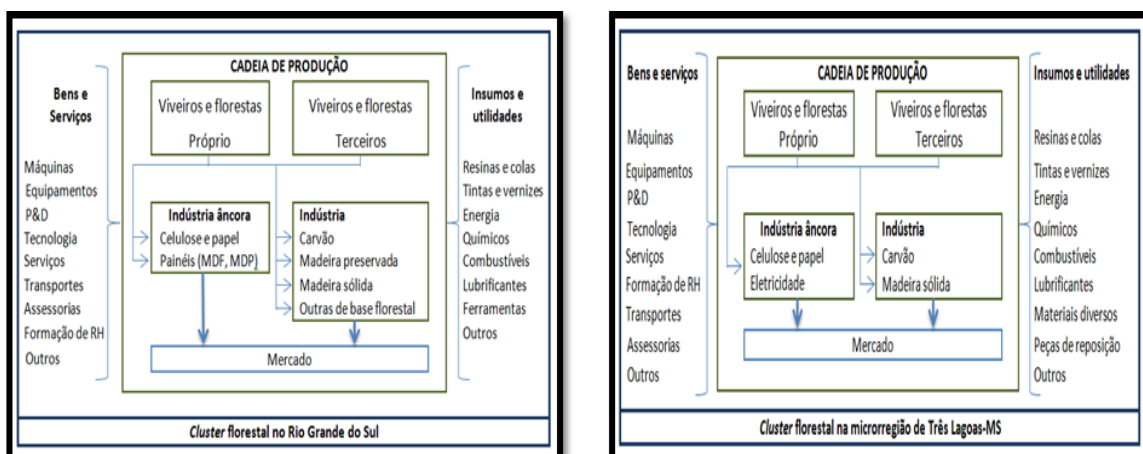 CADEIA DE PRODUÇÃO
Bens e
Serviços
Máquinas
Equipamentos
P&D
Tecnologia
Serviços
Transportes
Assessorias
Formação de RH
Outros
Viveiros e florestas
Próprio
Viveiros e florestas
Terceiros
Indústria âncora
Celulose e papel
Painéis (MDF, MDP)
Indústria
Carvão
Madeira preservada
Madeira sólida
Outras de base florestal
Mercado
Insumos e
utilidades
Resinas e colas
Tintas e vernizes
Energia
Químicos
Combustíveis
Lubrificantes
Ferramentas
Outros
Cluster florestal no Rio Grande do Sul
CADEIA DE PRODUÇÃO
Bens e serviços
Máquinas
Equipamentos
P&D
Tecnologia
Serviços
Formação de RH
Transportes
Assessorias
Outros
Viveiros e florestas
Próprio
Viveiros e florestas
Terceiros
Indústria âncora
Celulose e papel
Eletricidade
Indústria
Carvão
Madeira sólida
Mercado
Insumos e utilidades
Resinas e colas
Tintas e vernizes
Energia
Químicos
Combustíveis
Lubrificantes
Materiais diversos
Peças de reposição
Outros
Cluster florestal na microrregião de Três Lagoas-MS